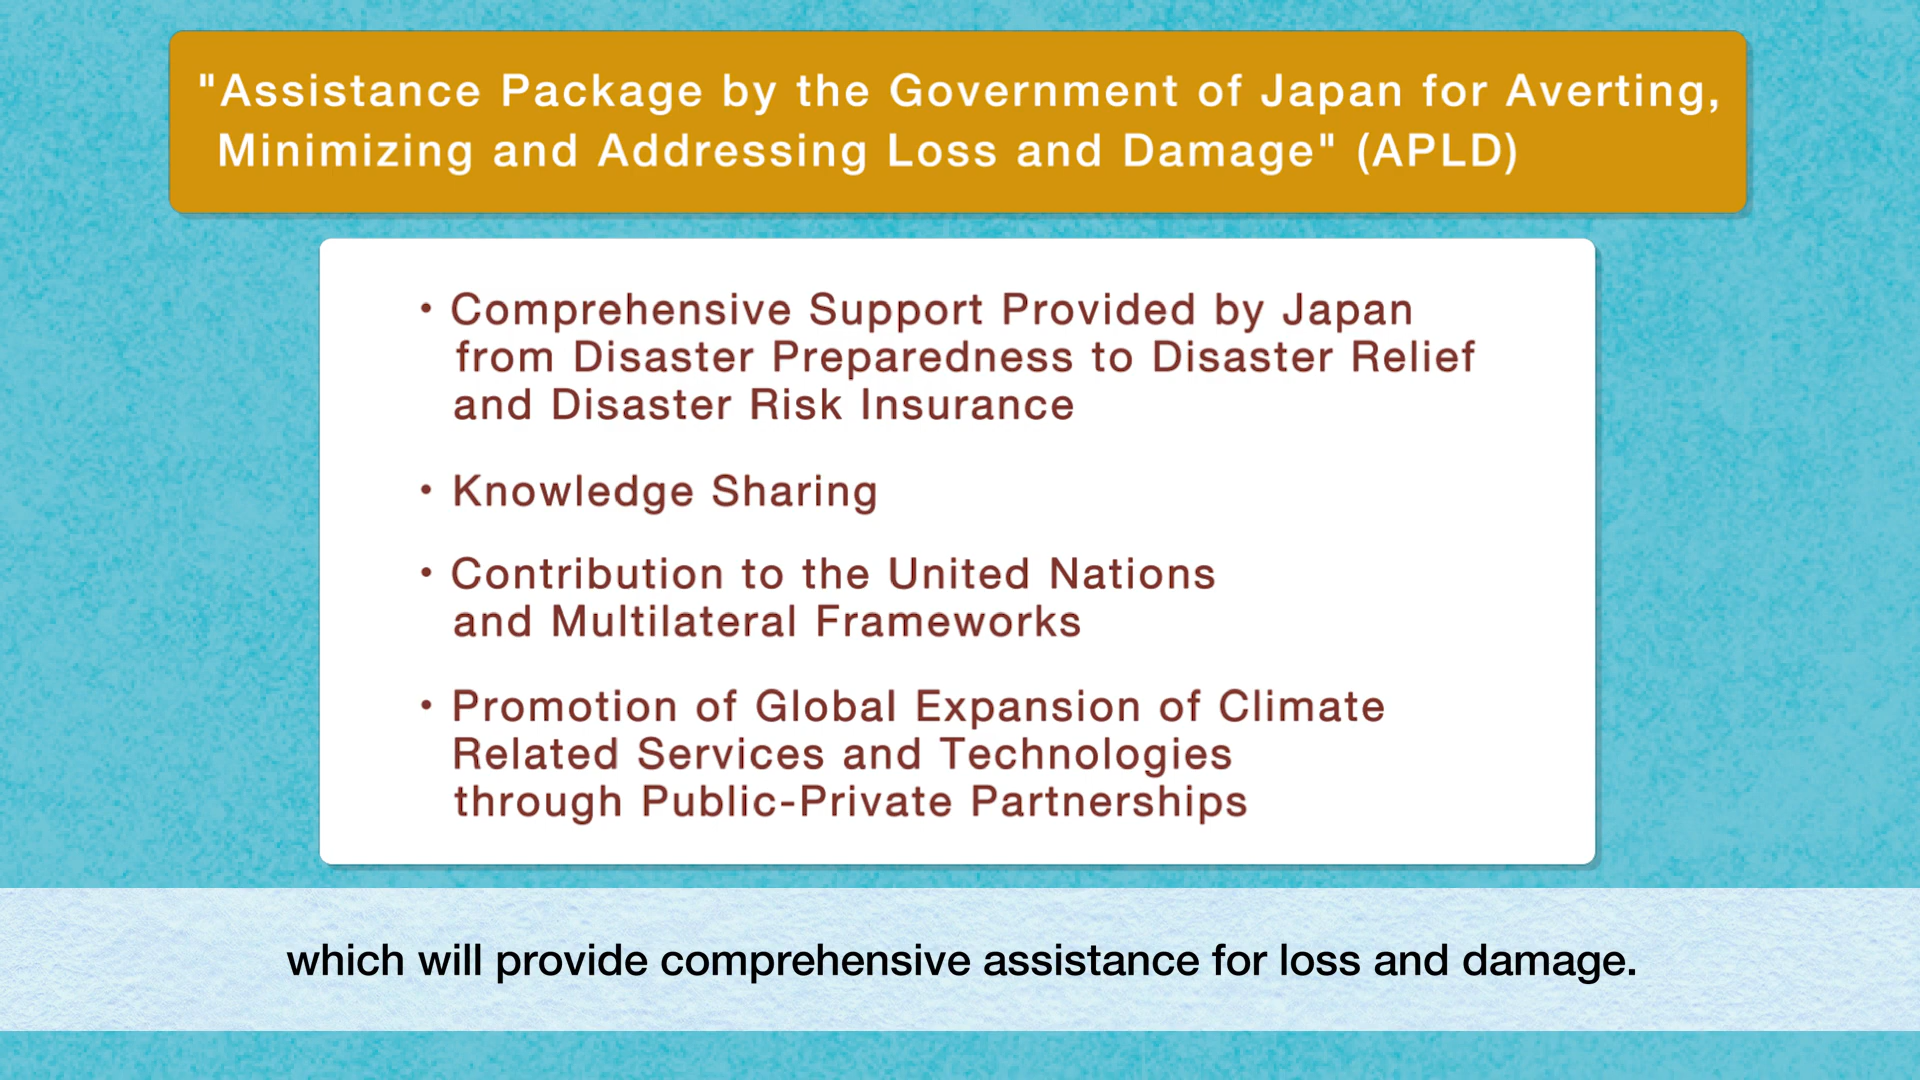 "Assistance Package by the Government of Japan for Averting,
Minimizing and Addressing Loss and Damage" (APLD)
・Comprehensive Support Provided by Japan
from Disaster Preparedness to Disaster Relief
and Disaster Risk Insurance
・Knowledge Sharing
・Contribution to the United Nations
and Multilateral Frameworks
・Promotion of Global Expansion of Climate
Related Services and Technologies
through Public-Private Partnerships
which will provide comprehensive assistance for loss and damage.